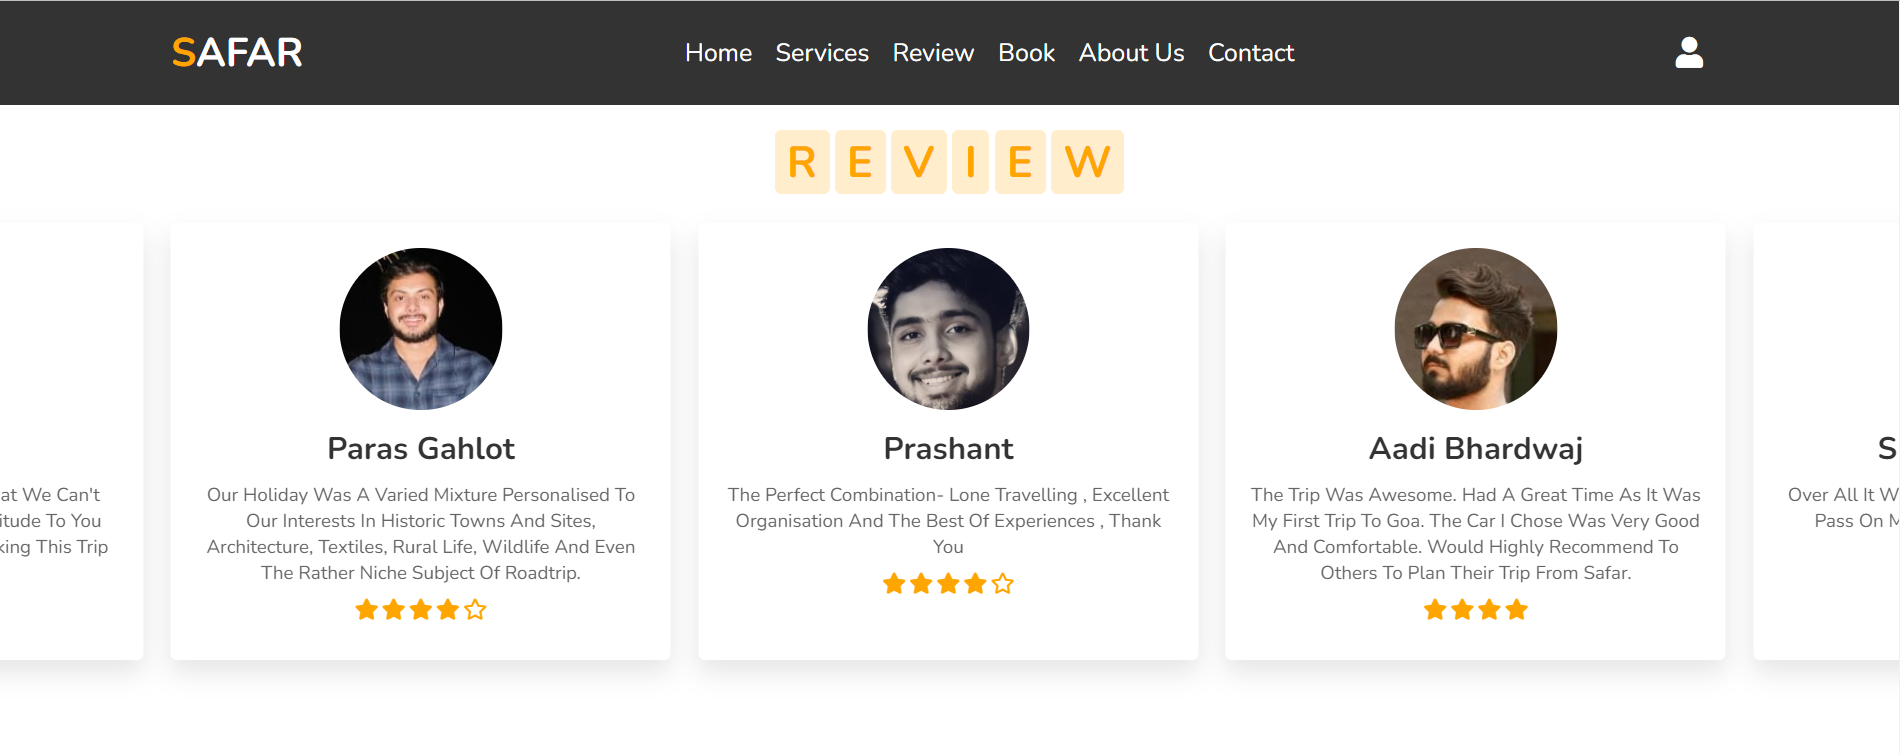 SAFAR
Home Services Review Book About Us Contact
REVIEW
at We Can't
itude To You
king This Trip
Paras Gahlot
Our Holiday Was A Varied Mixture Personalised To
Our Interests In Historic Towns And Sites,
Architecture, Textiles, Rural Life, Wildlife And Even
The Rather Niche Subject Of Roadtrip.
Prashant
The Perfect Combination- Lone Travelling , Excellent
Organisation And The Best Of Experiences , Thank
You
Aadi Bhardwaj
The Trip Was Awesome. Had A Great Time As It Was
My First Trip To Goa. The Car I Chose Was Very Good
And Comfortable. Would Highly Recommend To
Others To Plan Their Trip From Safar.
S
Over All It W
Pass On M